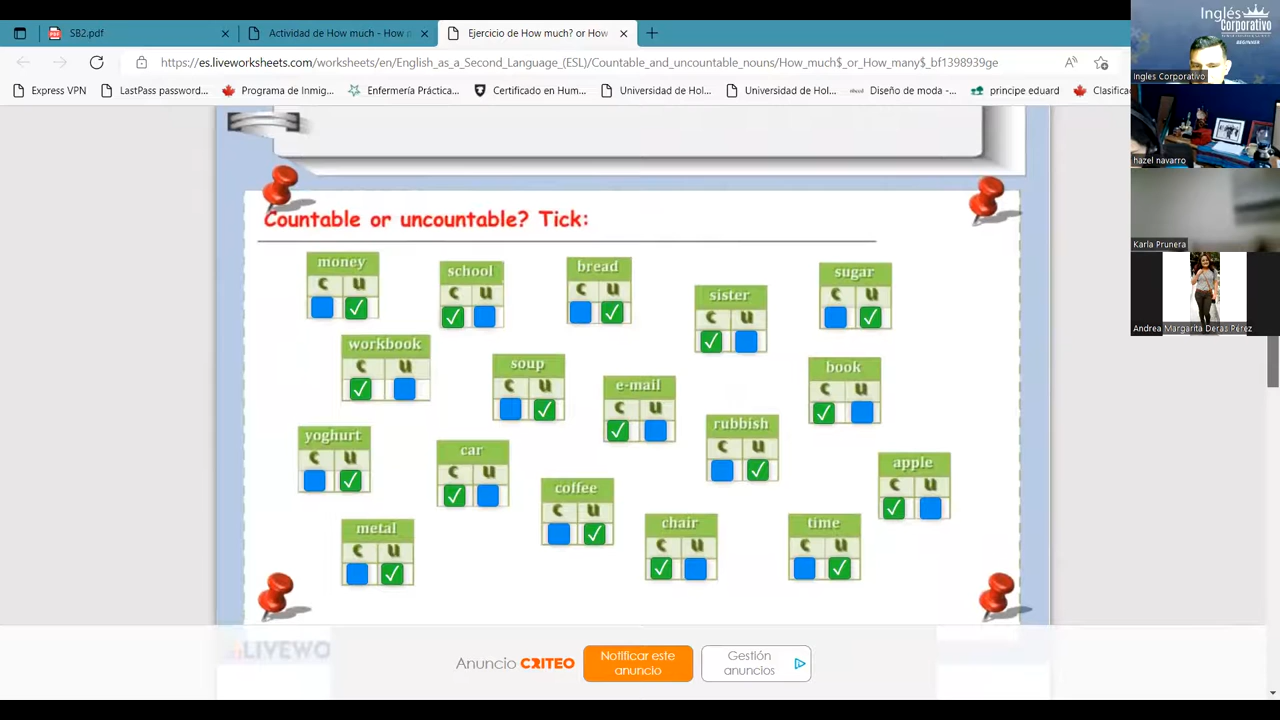 SB2.pdf
Actividad de How much - How m
Ejercicio de How much? or How
https://es.liveworksheets.com/worksheets/en/English_as_a_Second_Language_(ESL)/Countable_and_uncountable_nouns/How_much$_or_How_many$_bf1398939ge
Express VPN
LastPass password...
Programa de Inmig...
Enfermería Práctica...
Certificado en Hum...
Universidad de Hol...
Universidad de Hol...
Diseño de moda -...
principe eduard
Clasifica
Inglés
Corporativo
BEGINNER
Ingles Corporativo
hazel navarro
Karla Prunera
Andrea Margarita Deras Pérez
Countable or uncountable? Tick:
money
c u
school
c u
bread
c u
sister
c u
sugar
c u
workbook
c u
soup
c u
e-mail
c u
book
c u
yoghurt
c u
car
c u
coffee
c u
rubbish
c u
apple
c u
metal
c u
chair
c u
time
c u
LIVEWO
Anuncio CRITEO
Notificar este
anuncio
Gestión
anuncios